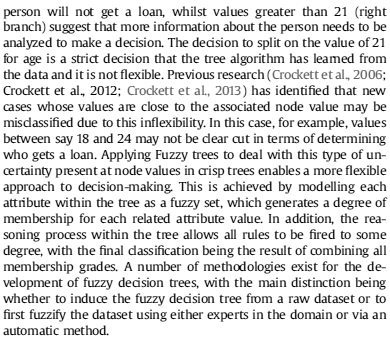 person will not get a loan, whilst values greater than 21 (right
branch) suggest that more information about the person needs to be
analyzed to make a decision. The decision to split on the value of 21
for age is a strict decision that the tree algorithm has learned from
the data and it is not flexible. Previous research (Crockett et al., 2006;
Crockett et al., 2012; Crockett et al., 2013) has identified that new
cases whose values are close to the associated node value may be
misclassified due to this inflexibility. In this case, for example, values
between say 18 and 24 may not be clear cut in terms of determining
who gets a loan. Applying Fuzzy trees to deal with this type of un-
certainty present at node values in crisp trees enables a more flexible
approach to decision-making. This is achieved by modelling each
attribute within the tree as a fuzzy set, which generates a degree of
membership for each related attribute value. In addition, the rea-
soning process within the tree allows all rules to be fired to some
degree, with the final classification being the result of combining all
membership grades. A number of methodologies exist for the de-
velopment of fuzzy decision trees, with the main distinction being
whether to induce the fuzzy decision tree from a raw dataset or to
first fuzzify the dataset using either experts in the domain or via an
automatic method.